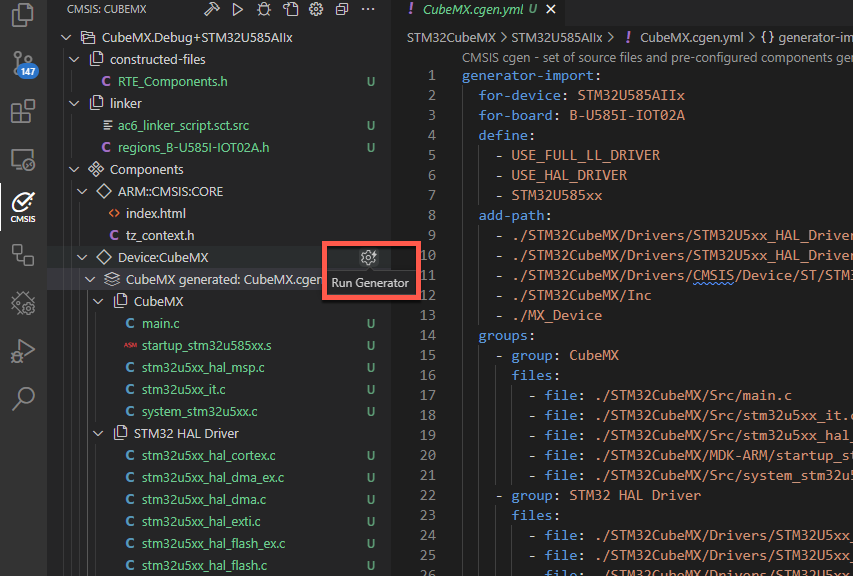 CMSIS: CUBEMX
CubeMX.Debug+STM32U585AIIx
constructed-files
C RTE_Components.h U
linker
ac6_linker_script.sct.src U
C regions_B-U585I-IOT02A.h U
Components
ARM::CMSIS:CORE
<> index.html
C tz_context.h
Device:CubeMX
Run Generator
CubeMX generated: CubeMX.cgen
CubeMX
C main.c U
ASM startup_stm32u585xx.s U
C stm32u5xx_hal_msp.c U
C stm32u5xx_it.c U
C system_stm32u5xx.c U
STM32 HAL Driver
C stm32u5xx_hal_cortex.c U
C stm32u5xx_hal_dma_ex.c U
C stm32u5xx_hal_dma.c U
C stm32u5xx_hal_exti.c U
C stm32u5xx_hal_flash_ex.c U
C stm32u5xx_hal_flash.c U
147
CMSIS
! CubeMX.cgen.yml U
STM32CubeMX > STM32U585AIIx > ! CubeMX.cgen.yml > {} generator-im
CMSIS cgen - set of source files and pre-configured components gen
1 generator-import:
2 for-device: STM32U585AIIx
3 for-board: B-U585I-IOT02A
4 define:
5 - USE_FULL_LL_DRIVER
6 - USE_HAL_DRIVER
7 - STM32U585xx
8 add-path:
9 - ./STM32CubeMX/Drivers/STM32U5xx_HAL_Driver
10 - ./STM32CubeMX/Drivers/STM32U5xx_HAL_Driver
11 - ./STM32CubeMX/Drivers/CMSIS/Device/ST/STM3
12 - ./STM32CubeMX/Inc
13 - ./MX_Device
14 groups:
15 - group: CubeMX
16 files:
17 - file: ./STM32CubeMX/Src/main.c
18 - file: ./STM32CubeMX/Src/stm32u5xx_it.c
19 - file: ./STM32CubeMX/Src/stm32u5xx_hal_
20 - file: ./STM32CubeMX/MDK-ARM/startup_st
21 - file: ./STM32CubeMX/Src/system_stm32u5
22 - group: STM32 HAL Driver
23 files:
24 - file: ./STM32CubeMX/Drivers/STM32U5xx_
25 - file: ./STM32CubeMX/Drivers/STM32U5xx_
26 - file: ./STM32CubeMX/Drivers/STM32U5xx_